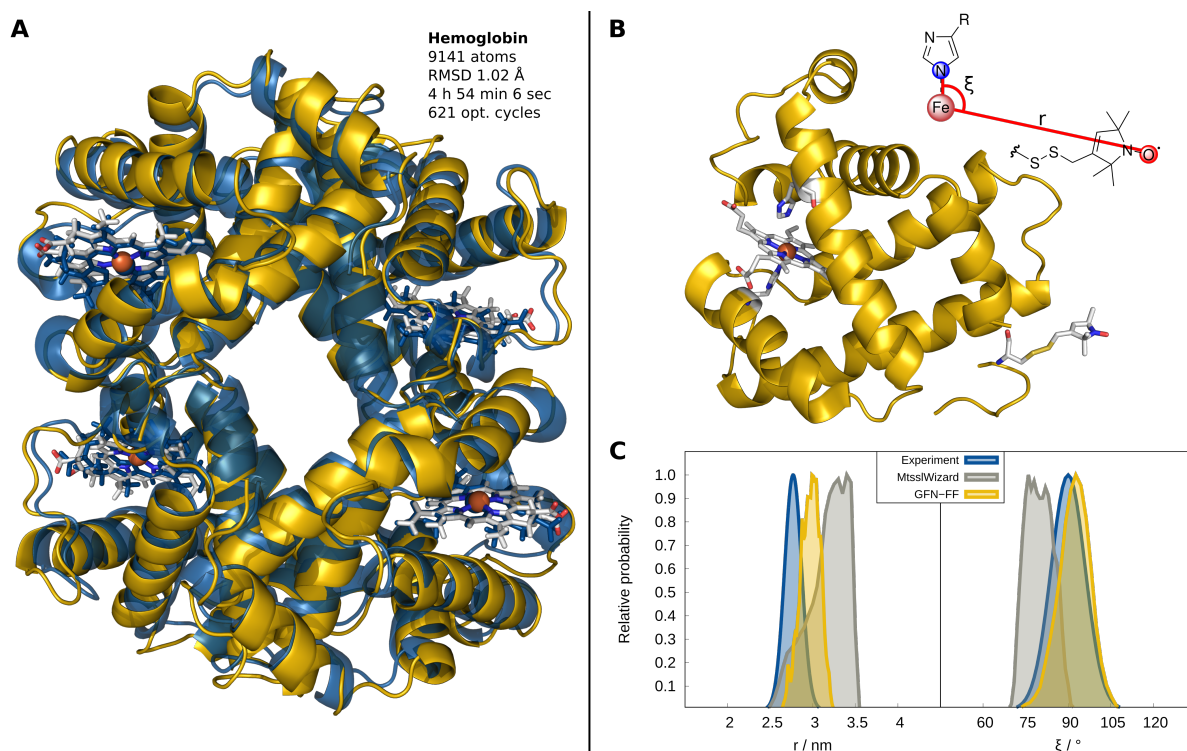 A
Hemoglobin
9141 atoms
RMSD 1.02 Å
4 h 54 min 6 sec
621 opt. cycles
B
R
N
N
ξ
Fe
r
S
S
N
O·
C
Experiment
MtsslWizard
GFN−FF
Relative probability
1.0
0.9
0.8
0.7
0.6
0.5
0.4
0.3
0.2
0.1
2 2.5 3 3.5 4 60 75 90 105 120
r / nm ξ / °